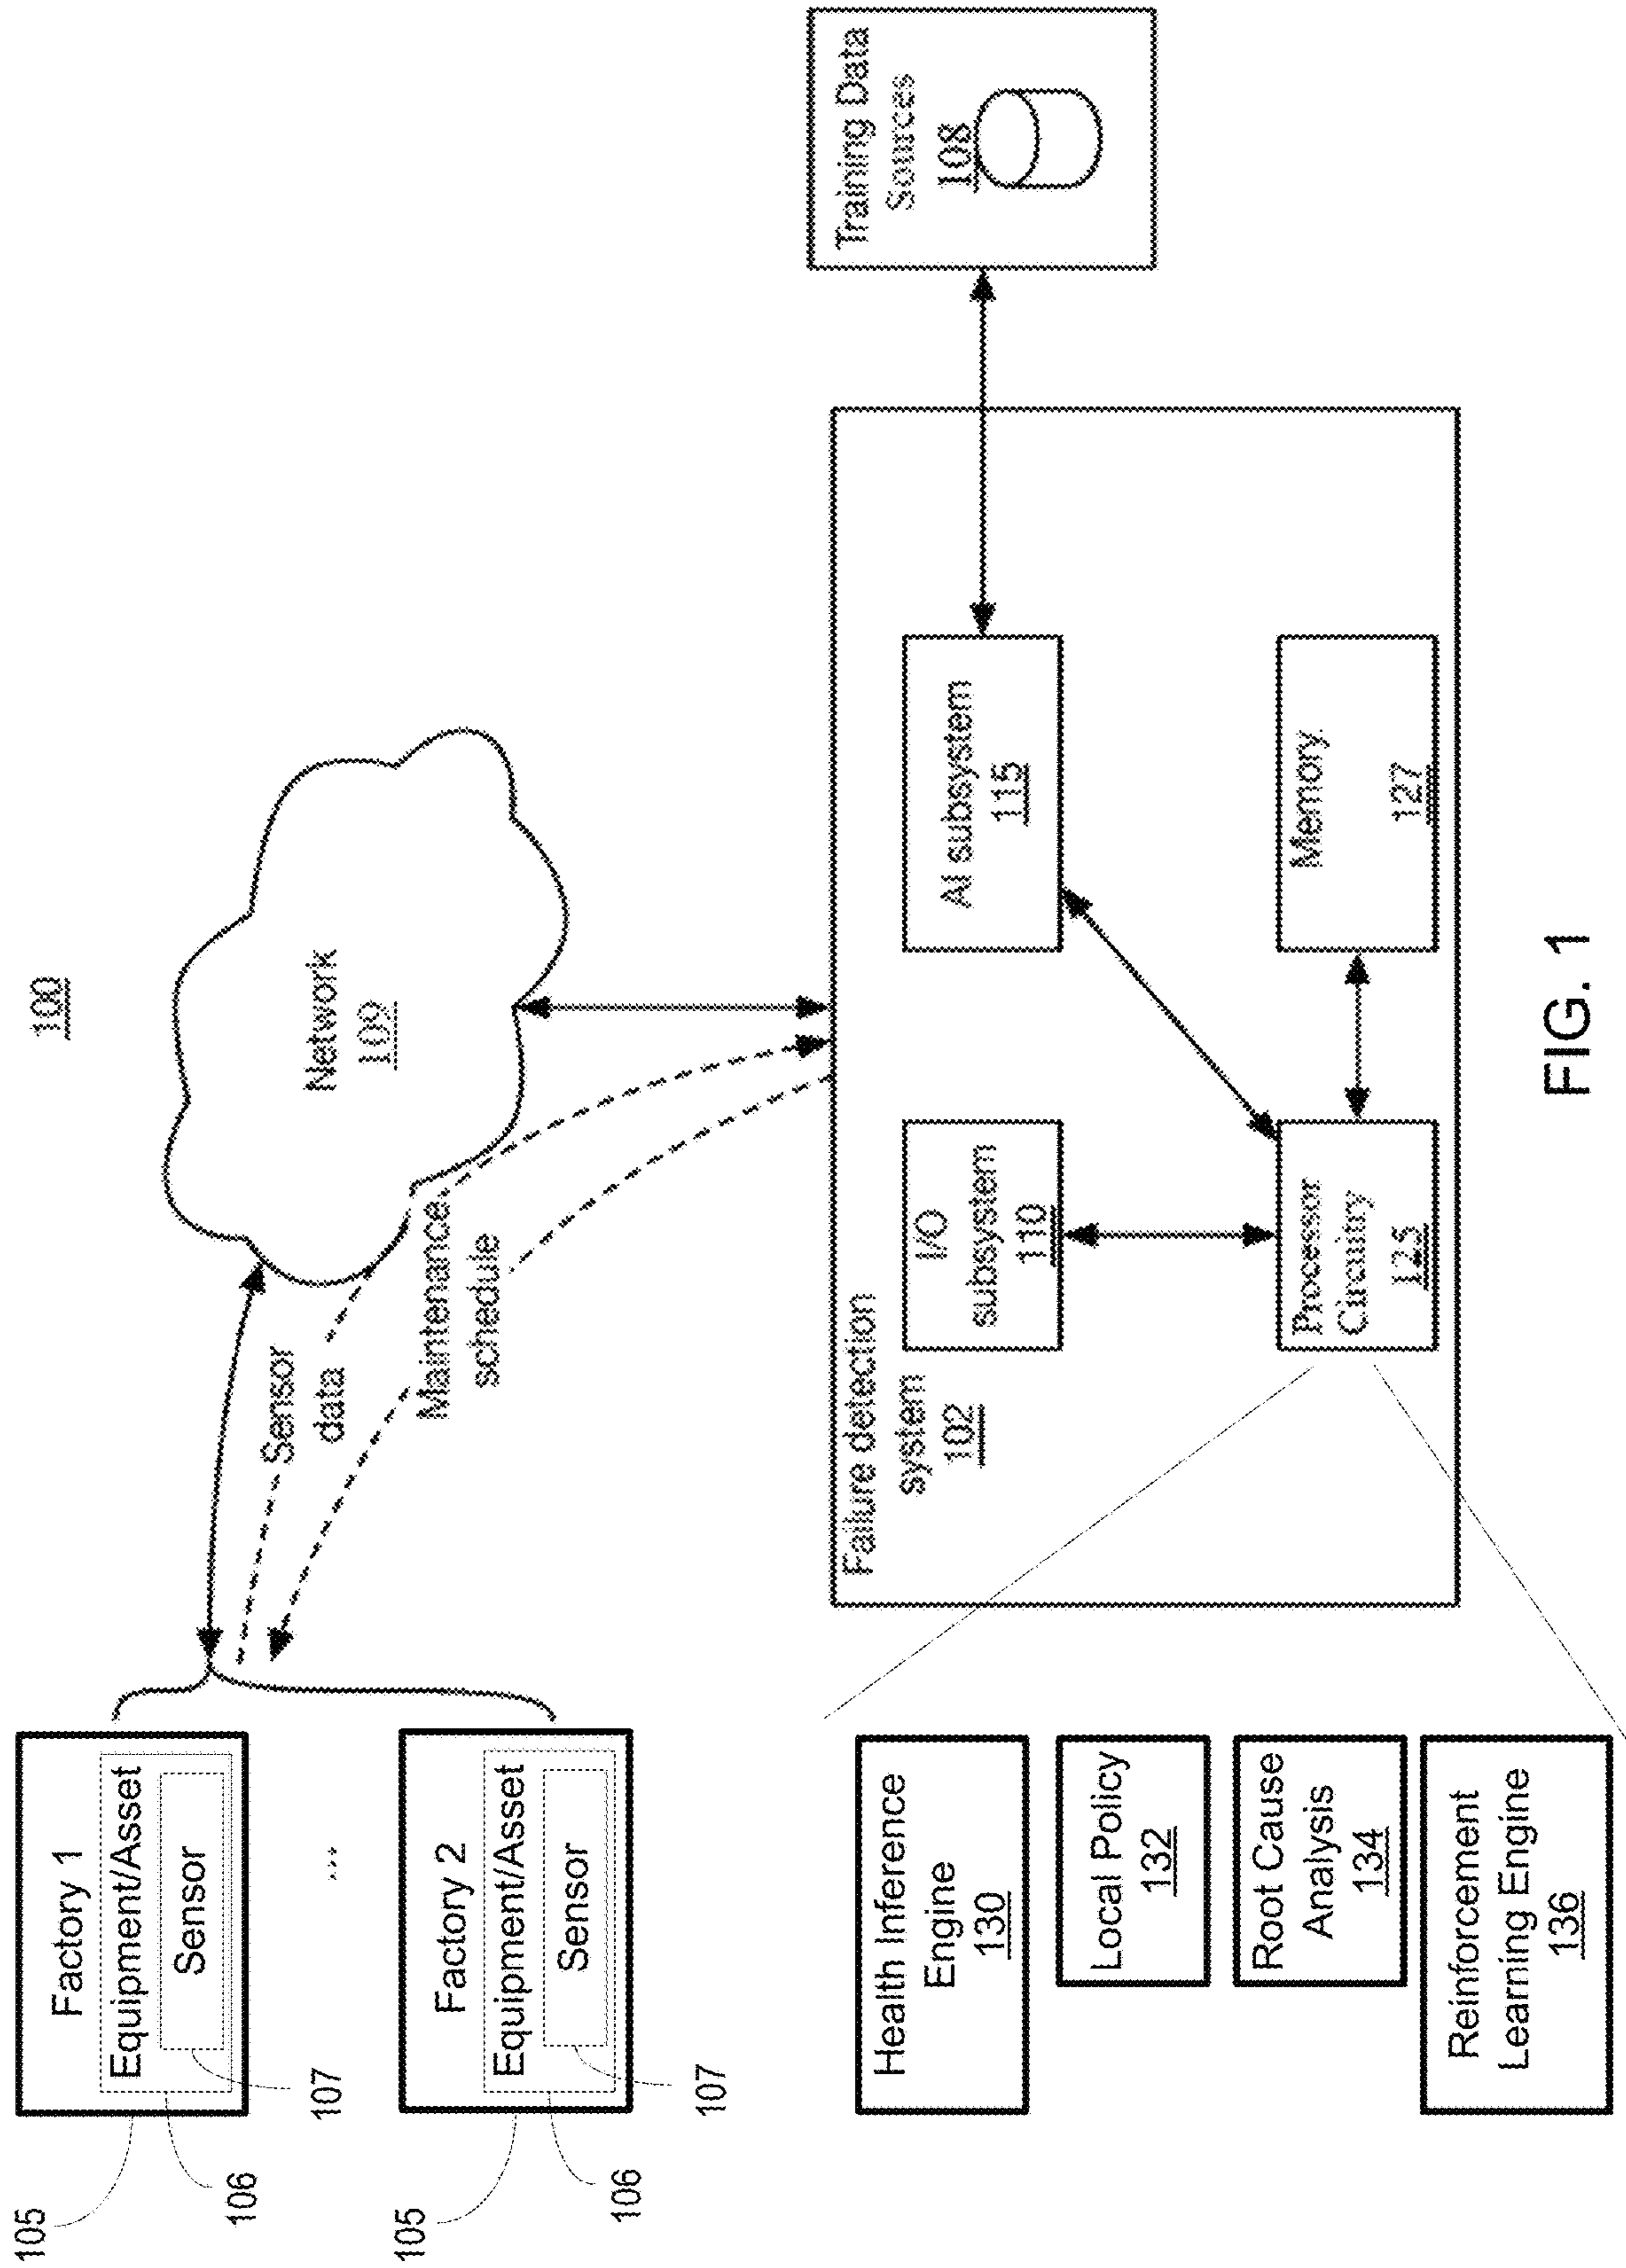 100
Factory 1
Equipment/Asset
Sensor
105
106
107
...
Factory 2
Equipment/Asset
Sensor
105
106
107
Network
109
Sensor
data
Maintenance
schedule
Training Data
Sources
108
Failure detection
system
102
I/O
subsystem
110
AI subsystem
115
Processor
Circuitry
125
Memory
127
Health Inference
Engine
130
Local Policy
132
Root Cause
Analysis
134
Reinforcement
Learning Engine
136
FIG. 1